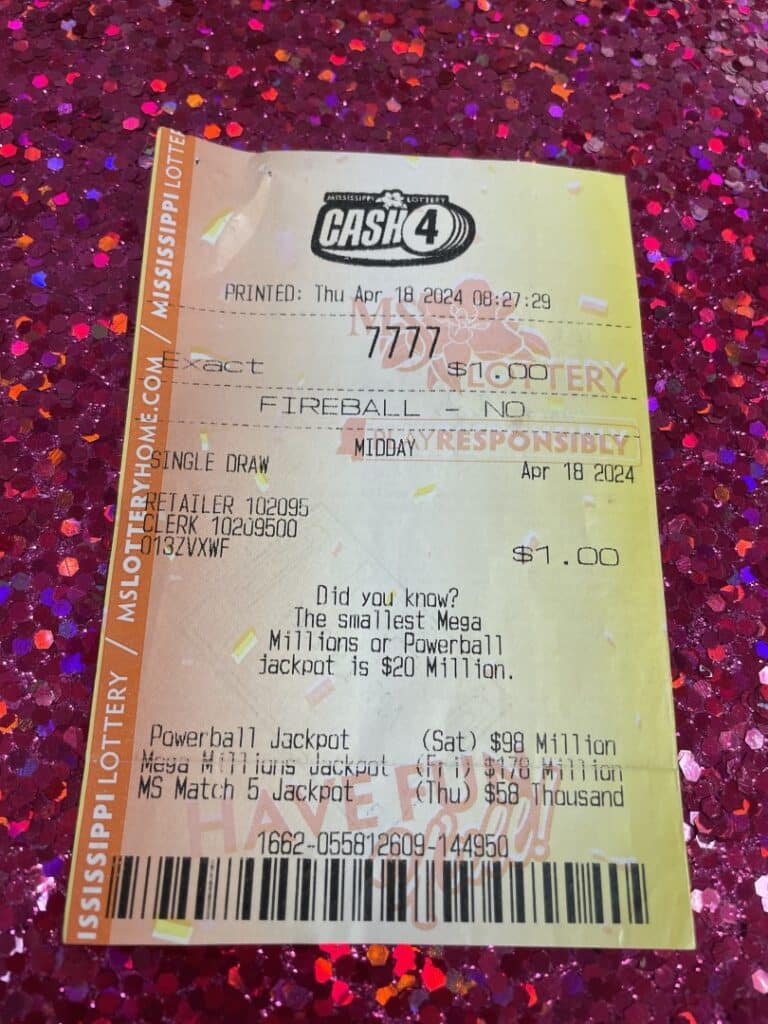 MISSISSIPPI LOTTERY
CASH 4
PRINTED: Thu Apr 18 2024 08:27:29
7777
Exact $1.00
MS LOTTERY
FIREBALL - NO
PLAYRESPONSIBLY
MIDDAY
SINGLE DRAW Apr 18 2024
RETAILER 102095
CLERK 10209500
013ZVXWF
$1.00
Did you know?
The smallest Mega
Millions or Powerball
jackpot is $20 Million.
Powerball Jackpot (Sat) $98 Million
Mega Millions Jackpot (Fri) $178 Million
MS Match 5 Jackpot (Thu) $58 Thousand
HAVE FUN
Y'all!
1662-055812609-144950
ISSISSIPPI LOTTERY / MSLOTTERYHOME.COM / MISSISSIPPI LOTTE